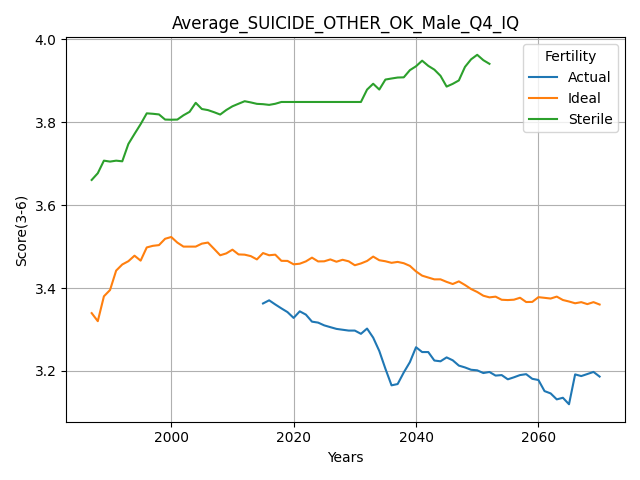 Average_SUICIDE_OTHER_OK_Male_Q4_IQ
Fertility
Actual
Ideal
Sterile
Score(3-6)
4.0
3.8
3.6
3.4
3.2
2000
2020
2040
2060
Years